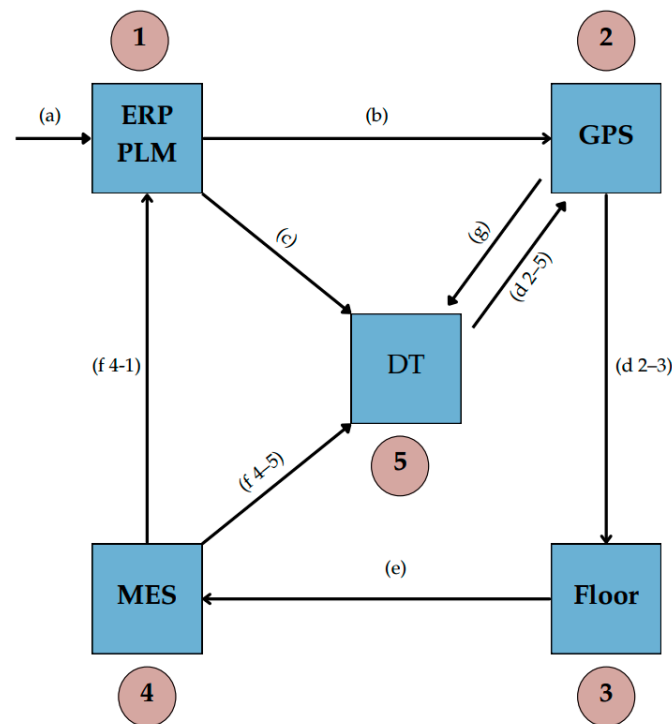 1
2
(a)
ERP
PLM
(b)
GPS
(c)
(g)
(d 2–5)
(f 4-1)
DT
(d 2–3)
5
(f 4–5)
MES
(e)
Floor
4
3